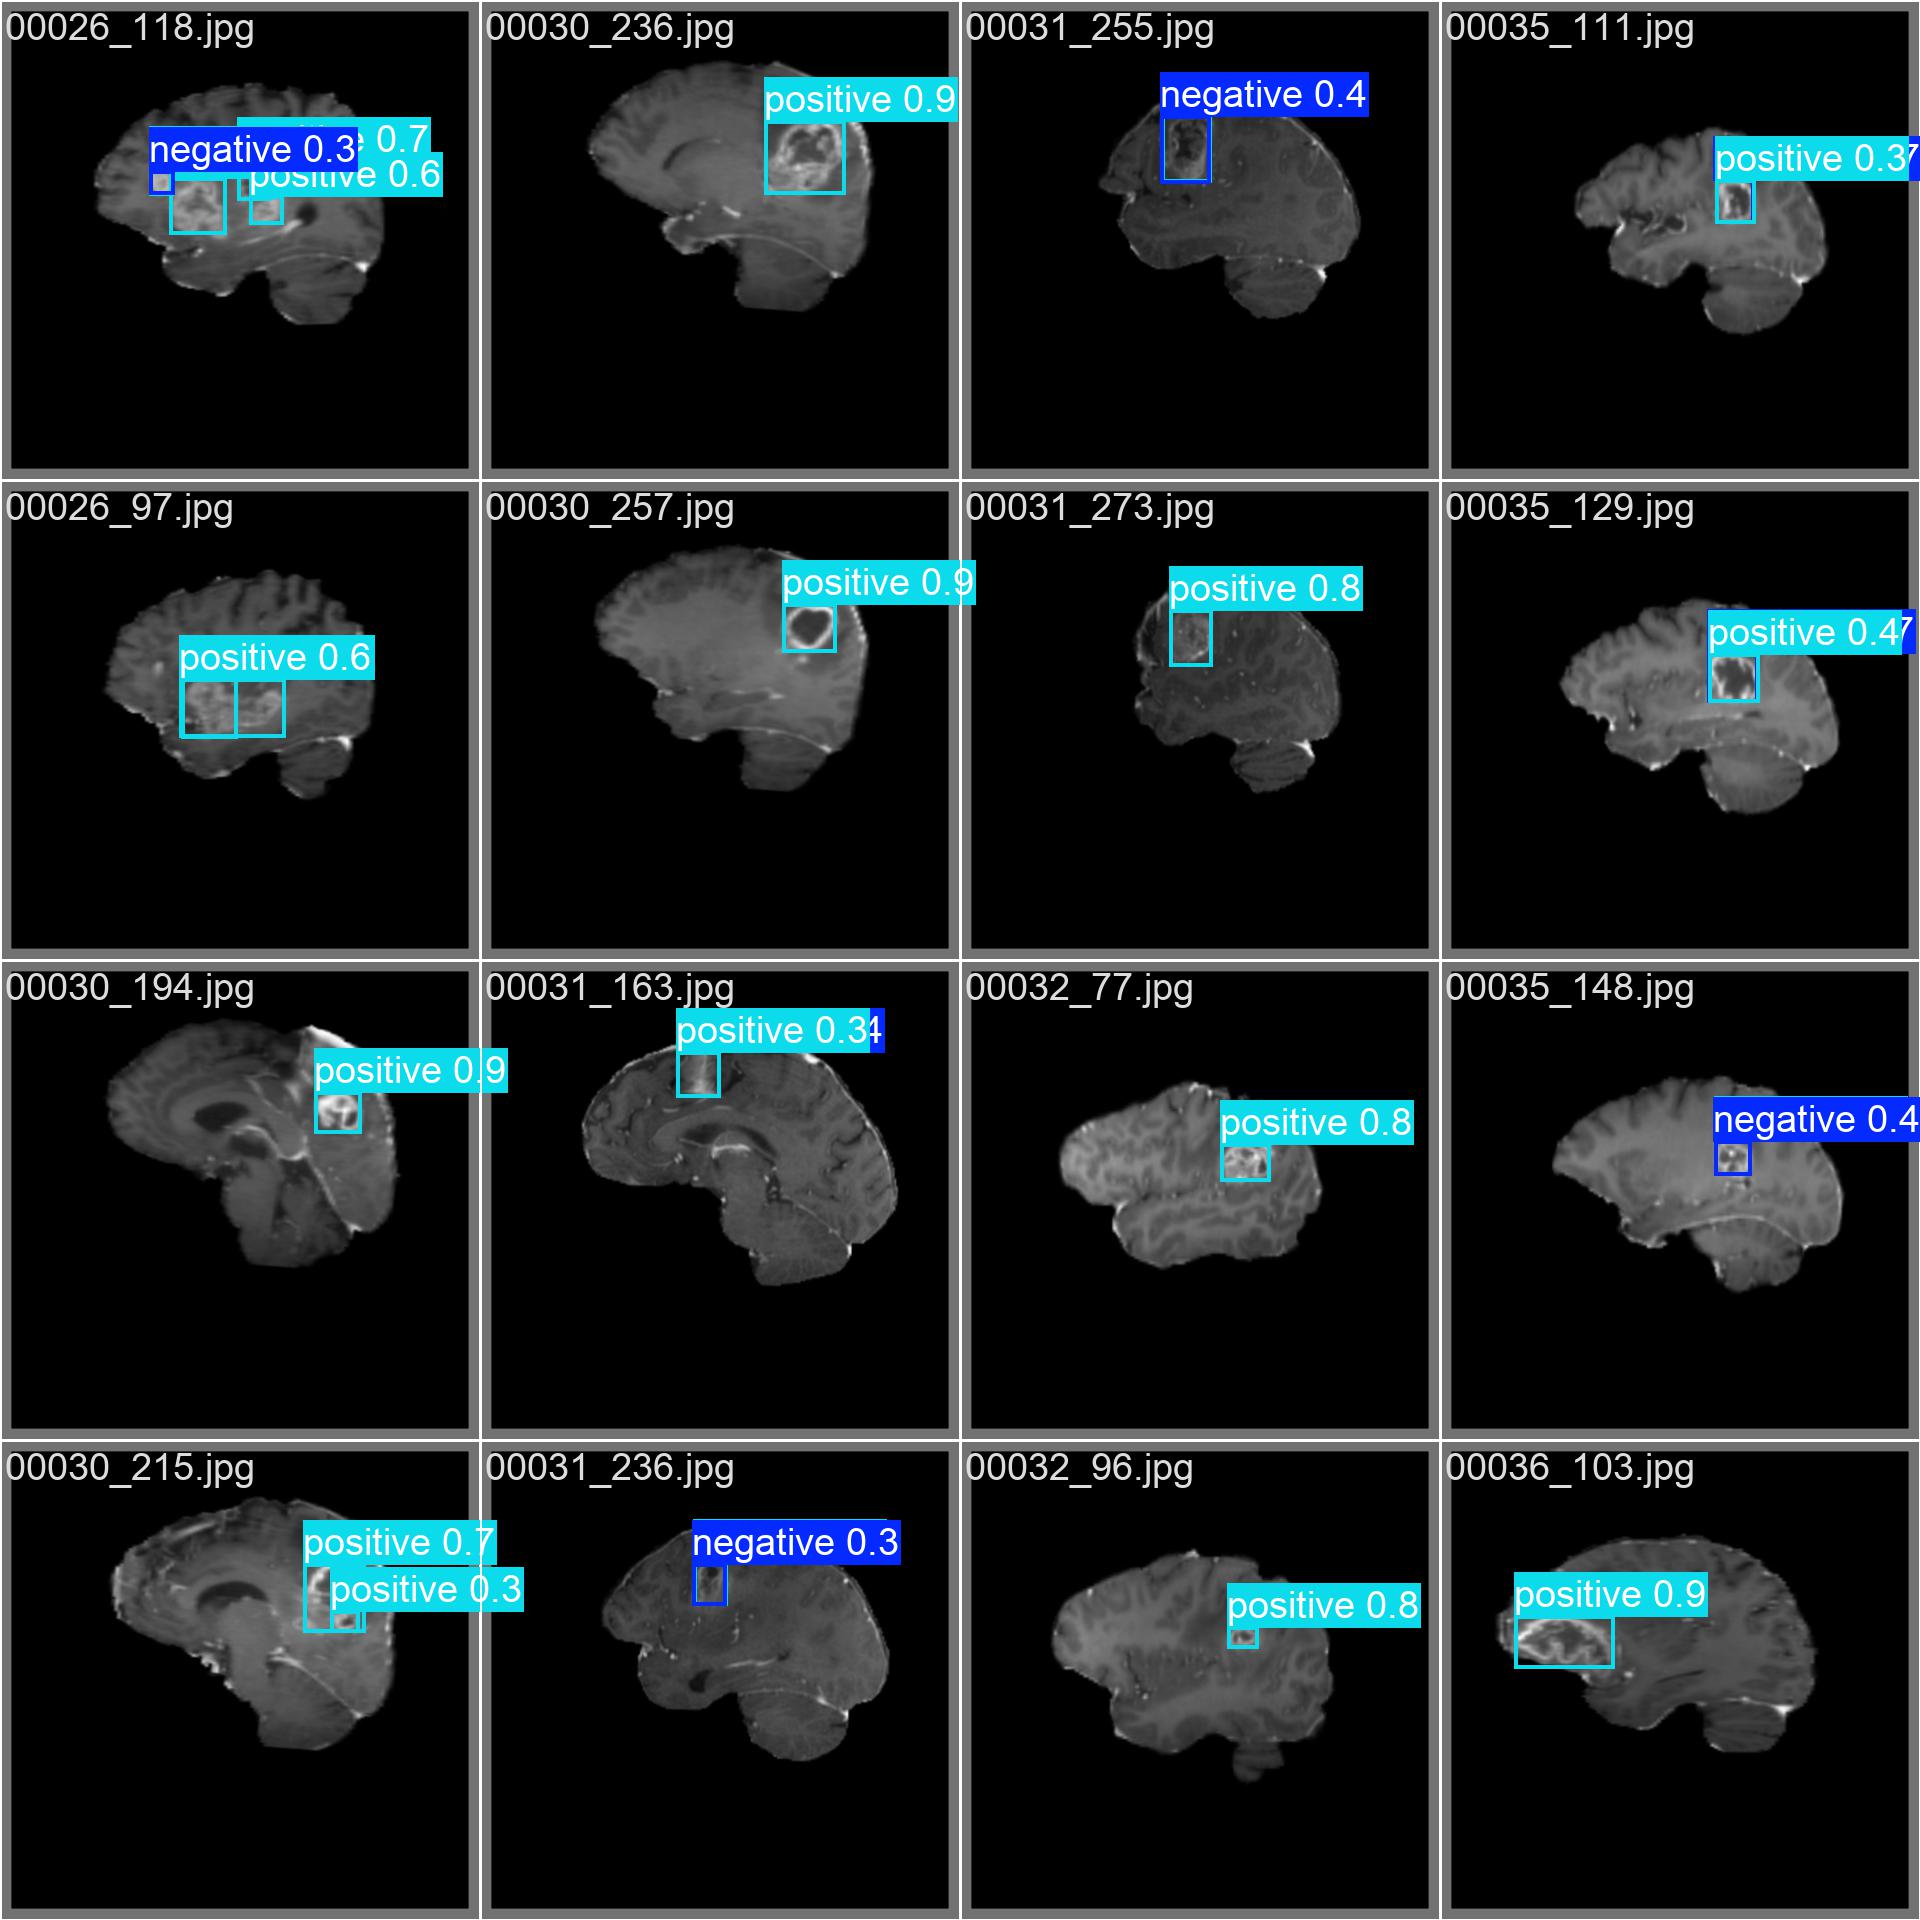 00026_118.jpg
negative 0.3
0.7
positive 0.6
00030_236.jpg
positive 0.9
00031_255.jpg
negative 0.4
00035_111.jpg
positive 0.3
7
00026_97.jpg
positive 0.6
00030_257.jpg
positive 0.9
00031_273.jpg
positive 0.8
00035_129.jpg
positive 0.4
7
00030_194.jpg
positive 0.9
00031_163.jpg
positive 0.3
4
00032_77.jpg
positive 0.8
00035_148.jpg
negative 0.4
00030_215.jpg
positive 0.7
positive 0.3
00031_236.jpg
negative 0.3
00032_96.jpg
positive 0.8
00036_103.jpg
positive 0.9